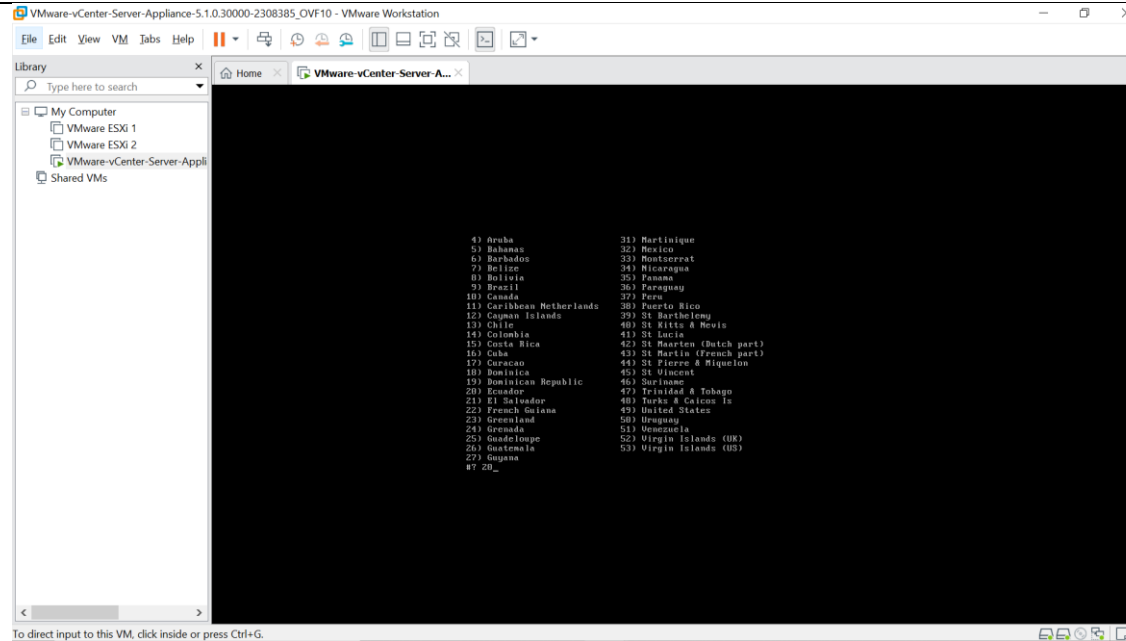 VMware-vCenter-Server-Appliance-5.1.0.30000-2308385_OVF10 - VMware Workstation
File Edit View VM Tabs Help
Library
Home
VMware-vCenter-Server-A...
Type here to search
My Computer
VMware ESXi 1
VMware ESXi 2
VMware-vCenter-Server-Appli
Shared VMs
4) Aruba 31) Martinique
5) Bahamas 32) Mexico
6) Barbados 33) Montserrat
7) Belize 34) Nicaragua
8) Bolivia 35) Panama
9) Brazil 36) Paraguay
10) Canada 37) Peru
11) Caribbean Netherlands 38) Puerto Rico
12) Cayman Islands 39) St Barthelemy
13) Chile 40) St Kitts & Nevis
14) Colombia 41) St Lucia
15) Costa Rica 42) St Maarten (Dutch part)
16) Cuba 43) St Martin (French part)
17) Curacao 44) St Pierre & Miquelon
18) Dominica 45) St Vincent
19) Dominican Republic 46) Suriname
20) Ecuador 47) Trinidad & Tobago
21) El Salvador 48) Turks & Caicos Is
22) French Guiana 49) United States
23) Greenland 50) Uruguay
24) Grenada 51) Venezuela
25) Guadeloupe 52) Virgin Islands (UK)
26) Guatemala 53) Virgin Islands (US)
27) Guyana
#? 20_
To direct input to this VM, click inside or press Ctrl+G.